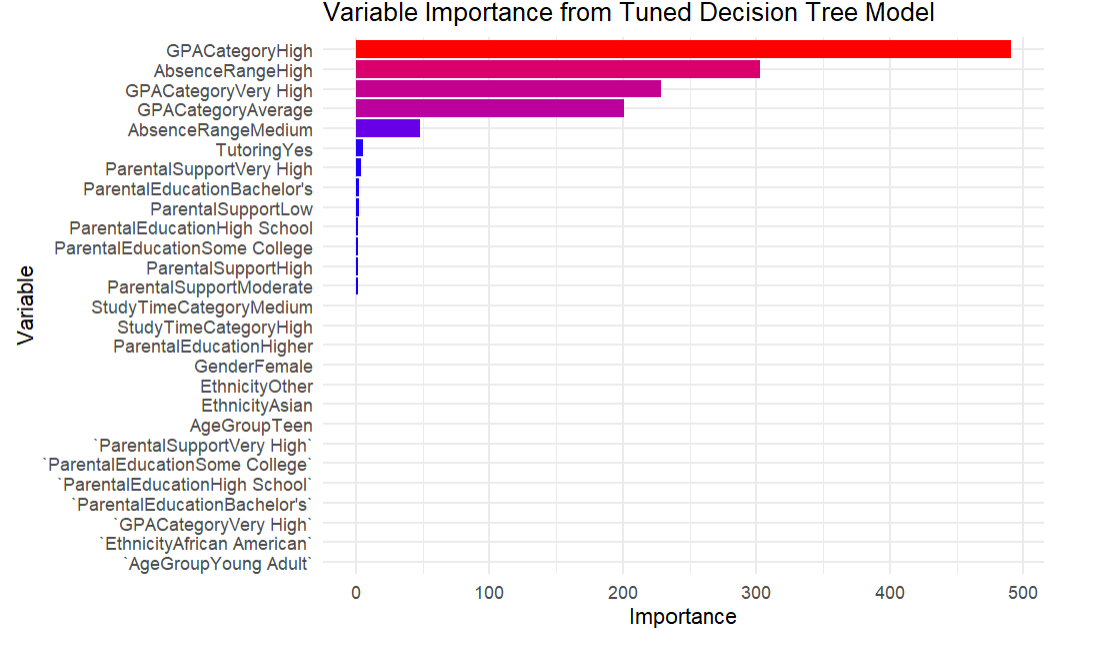 Variable Importance from Tuned Decision Tree Model
Variable
GPACategoryHigh
AbsenceRangeHigh
GPACategoryVery High
GPACategoryAverage
AbsenceRangeMedium
TutoringYes
ParentalSupportVery High
ParentalEducationBachelor's
ParentalSupportLow
ParentalEducationHigh School
ParentalEducationSome College
ParentalSupportHigh
ParentalSupportModerate
StudyTimeCategoryMedium
StudyTimeCategoryHigh
ParentalEducationHigher
GenderFemale
EthnicityOther
EthnicityAsian
AgeGroupTeen
`ParentalSupportVery High`
`ParentalEducationSome College`
`ParentalEducationHigh School`
`ParentalEducationBachelor's`
`GPACategoryVery High`
`EthnicityAfrican American`
`AgeGroupYoung Adult`
0 100 200 300 400 500
Importance